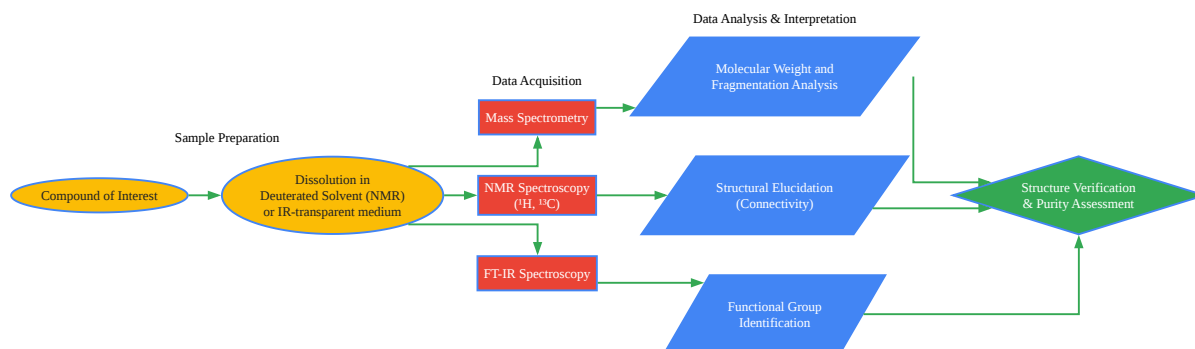 Data Analysis & Interpretation
Molecular Weight and
Fragmentation Analysis
Data Acquisition
Mass Spectrometry
Sample Preparation
Compound of Interest
Dissolution in
Deuterated Solvent (NMR)
or IR-transparent medium
NMR Spectroscopy
(¹H, ¹³C)
Structural Elucidation
(Connectivity)
Structure Verification
& Purity Assessment
FT-IR Spectroscopy
Functional Group
Identification